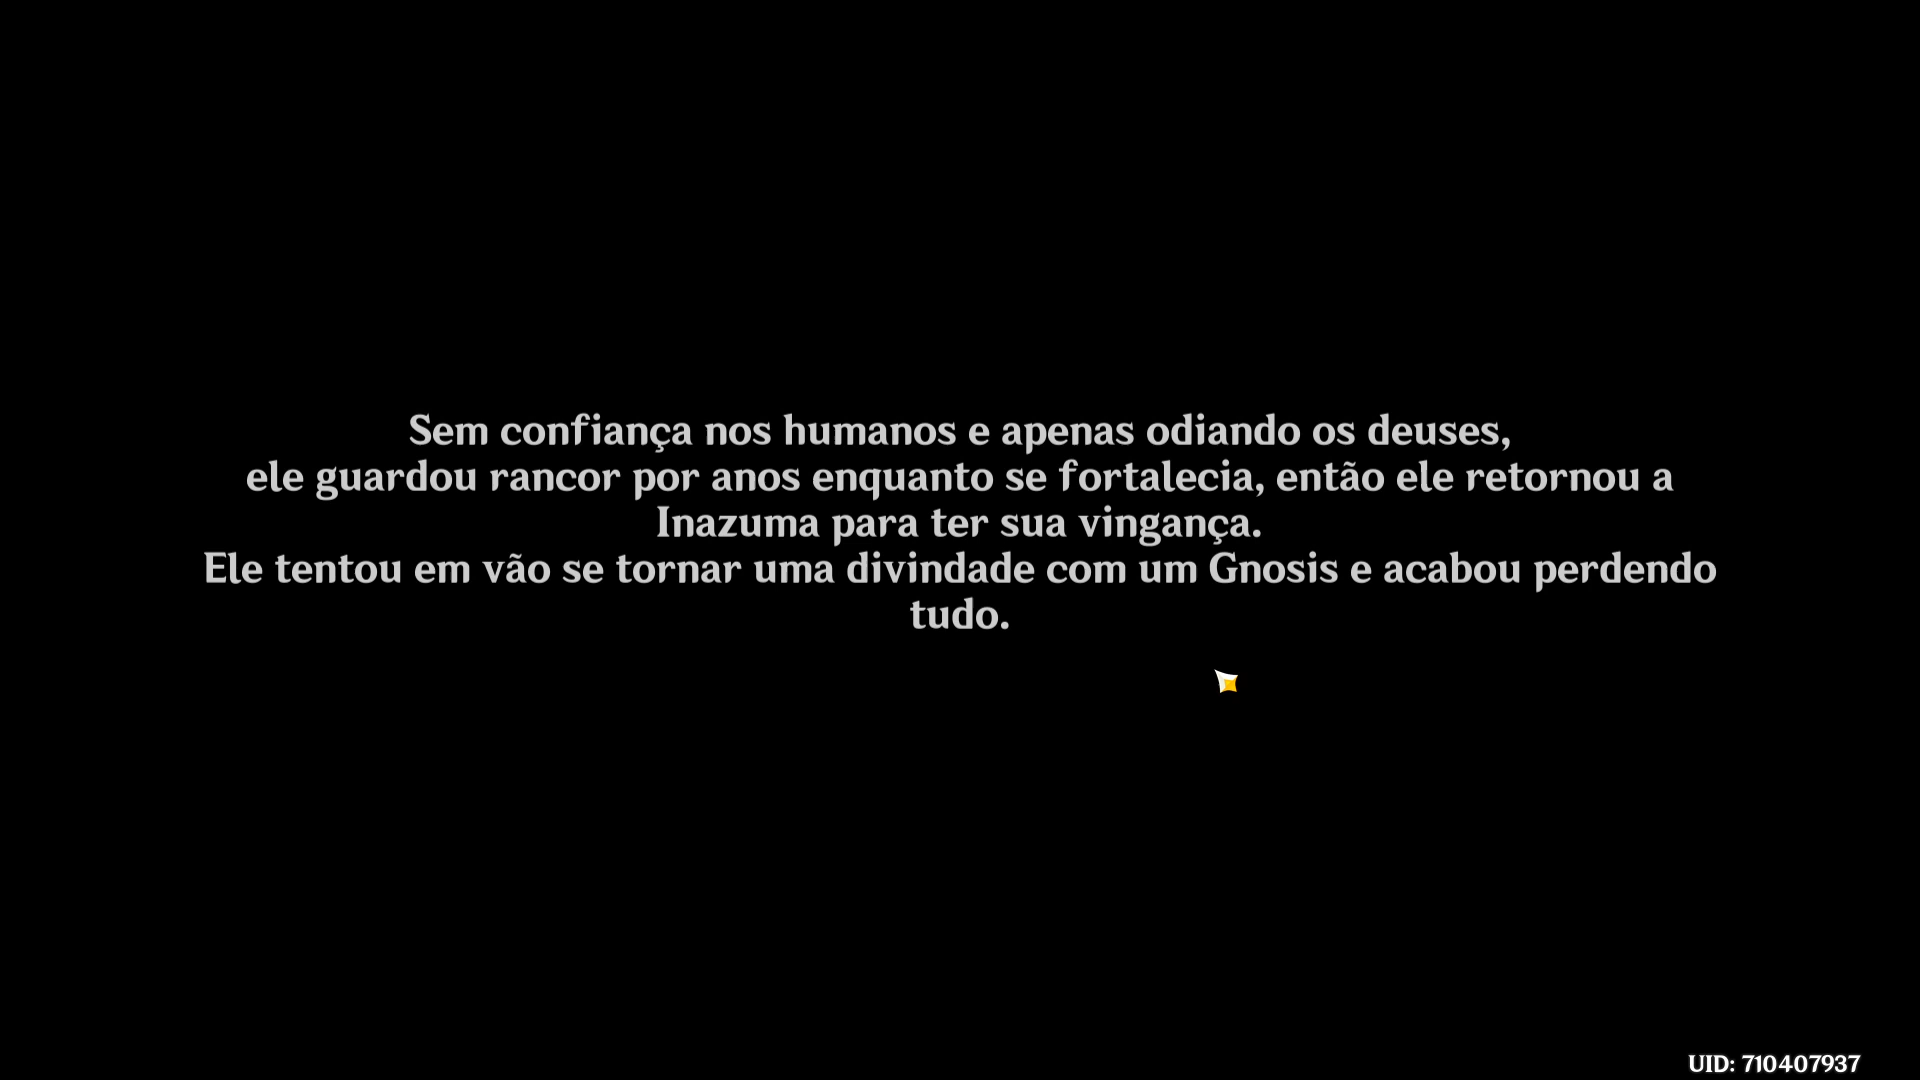 Sem confiança nos humanos e apenas odiando os deuses,
ele guardou rancor por anos enquanto se fortalecia, então ele retornou a
Inazuma para ter sua vingança.
Ele tentou em vão se tornar uma divindade com um Gnosis e acabou perdendo
tudo.
UID: 710407937